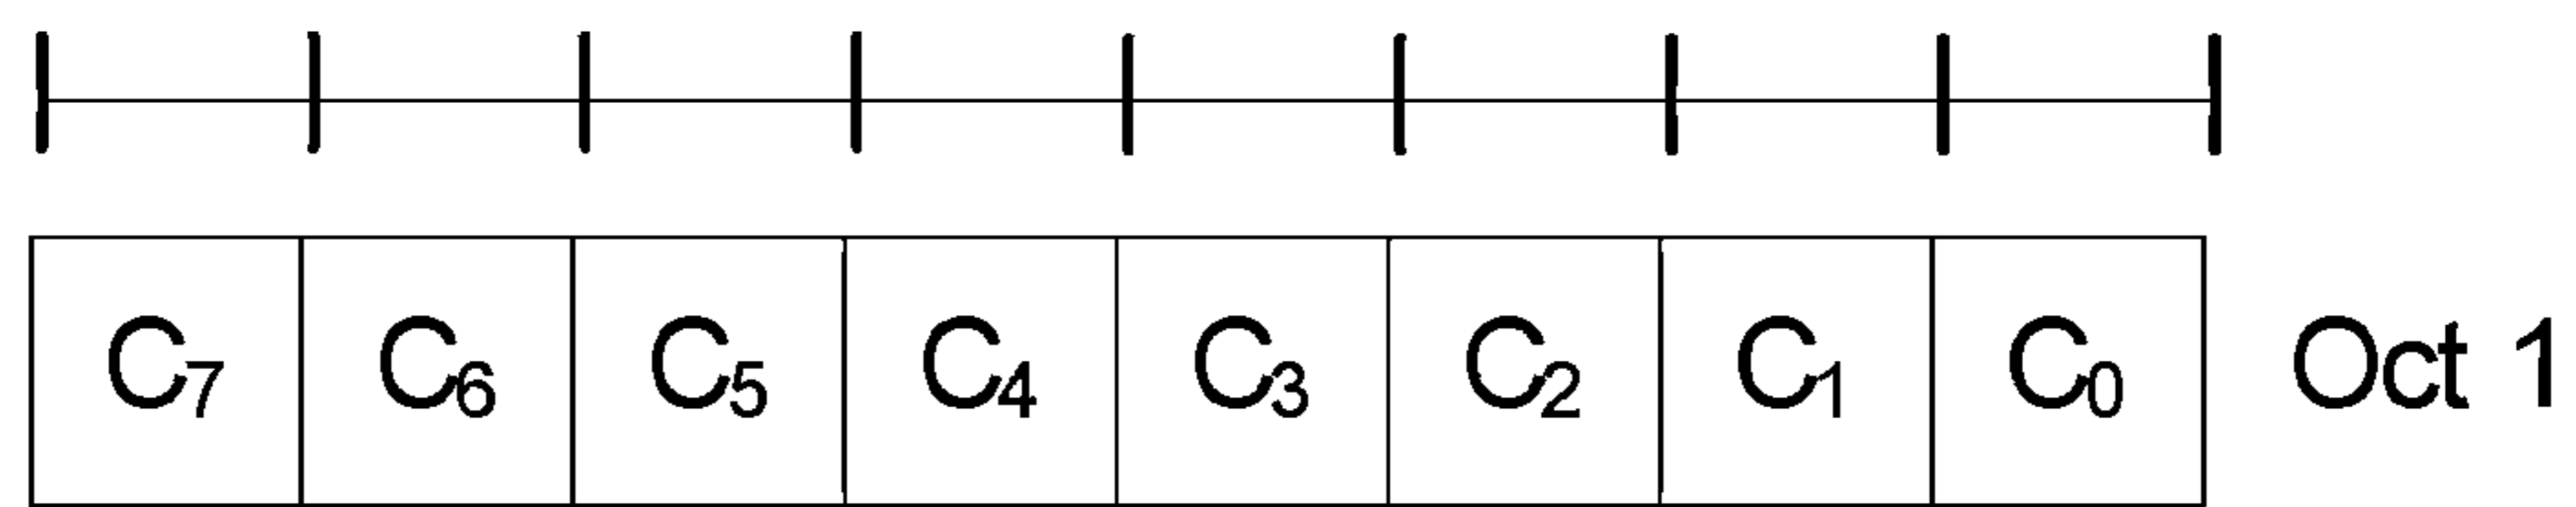 C₇ C₆ C₅ C₄ C₃ C₂ C₁ C₀ Oct 1